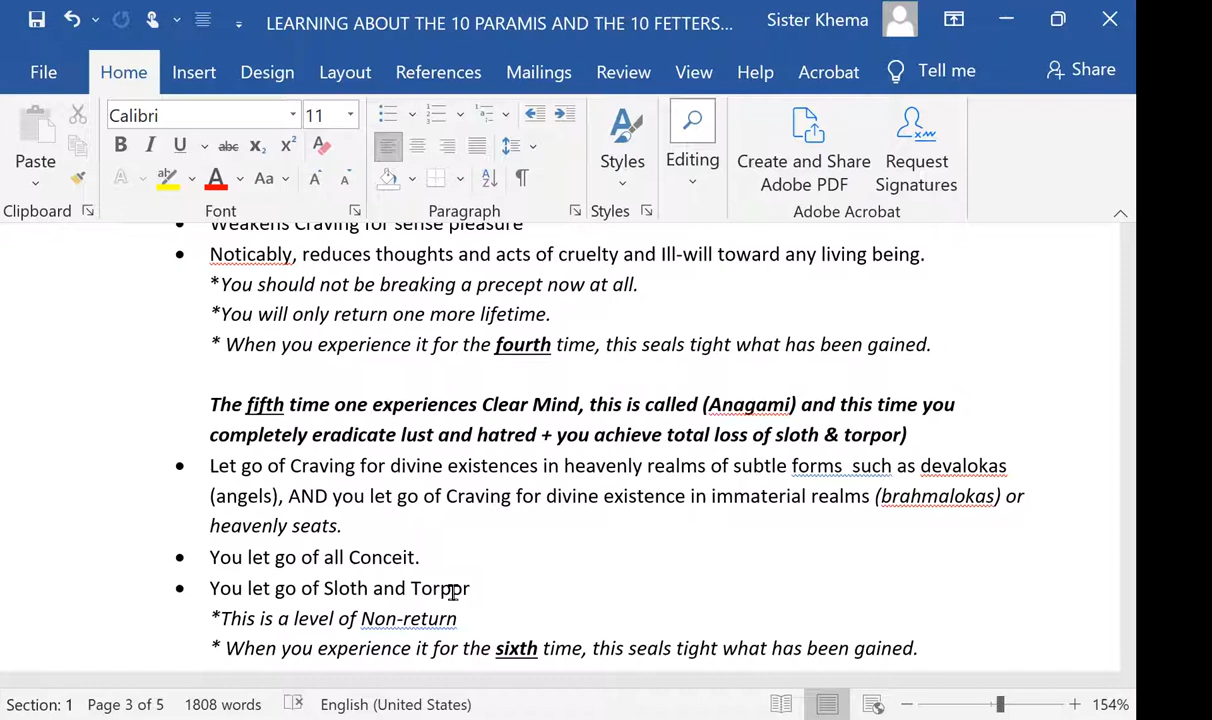 LEARNING ABOUT THE 10 PARAMIS AND THE 10 FETTERS... Sister Khema
File Home Insert Design Layout References Mailings Review View Help Acrobat Tell me Share
Calibri 11
Paste
Styles
Editing
Create and Share Adobe PDF
Request Signatures
Clipboard Font Paragraph Styles Adobe Acrobat
Weakens Craving for sense pleasure
Noticably, reduces thoughts and acts of cruelty and Ill-will toward any living being.
*You should not be breaking a precept now at all.
*You will only return one more lifetime.
* When you experience it for the fourth time, this seals tight what has been gained.
The fifth time one experiences Clear Mind, this is called (Anagami) and this time you
completely eradicate lust and hatred + you achieve total loss of sloth & torpor)
Let go of Craving for divine existences in heavenly realms of subtle forms such as devalokas
(angels), AND you let go of Craving for divine existence in immaterial realms (brahmalokas) or
heavenly seats.
You let go of all Conceit.
You let go of Sloth and Torpor
*This is a level of Non-return
* When you experience it for the sixth time, this seals tight what has been gained.
Section: 1 Page 3 of 5 1808 words English (United States) 154%